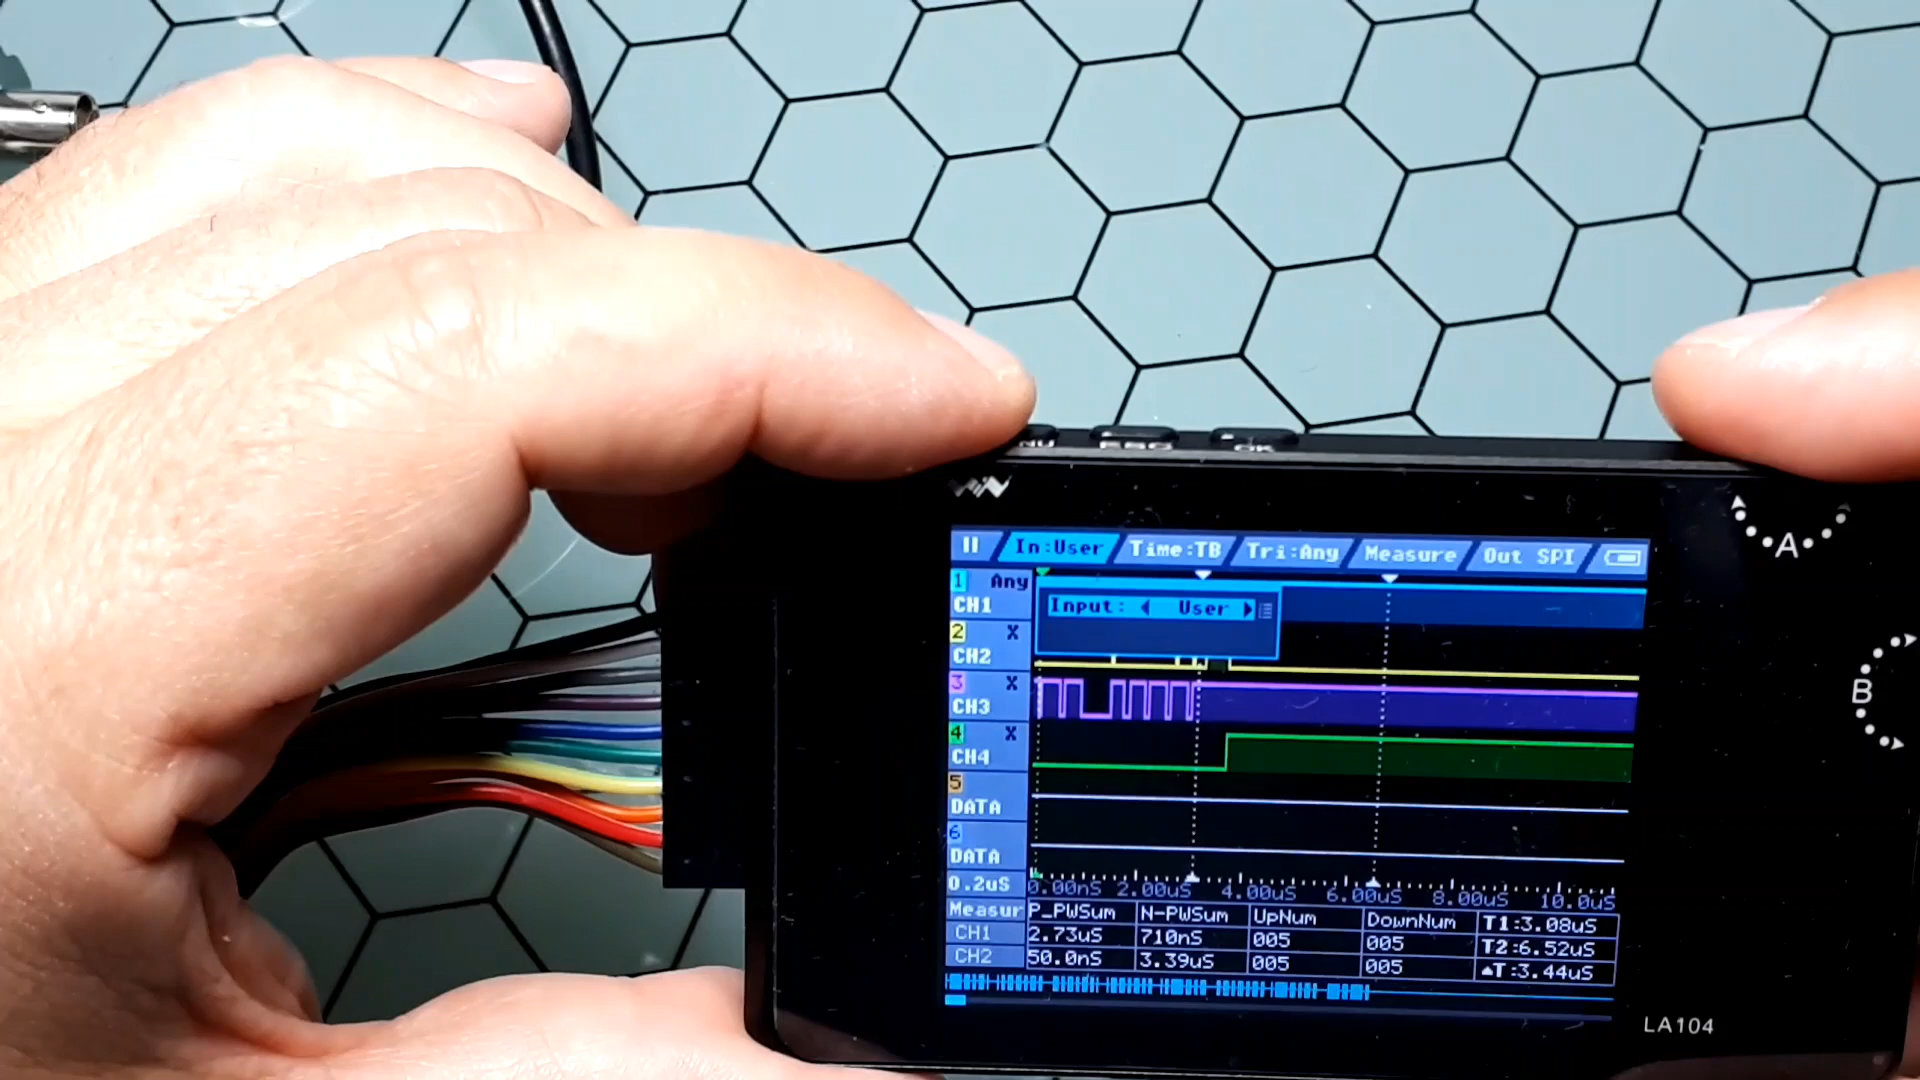 ESC OK
In:User Time:TB Tri:Any Measure Out SPI
1 Any
CH1
Input: User
2 X
CH2
3 X
CH3
4 X
CH4
5
DATA
6
DATA
0.2uS 0.00nS 2.00uS 4.00uS 6.00uS 8.00uS 10.0uS
Measur P_PWSum N-PWSum UpNum DownNum T1:3.08uS
CH1 2.73uS 710nS 005 005 T2:6.52uS
CH2 50.0nS 3.39uS 005 005 ▲T:3.44uS
A
B
LA104